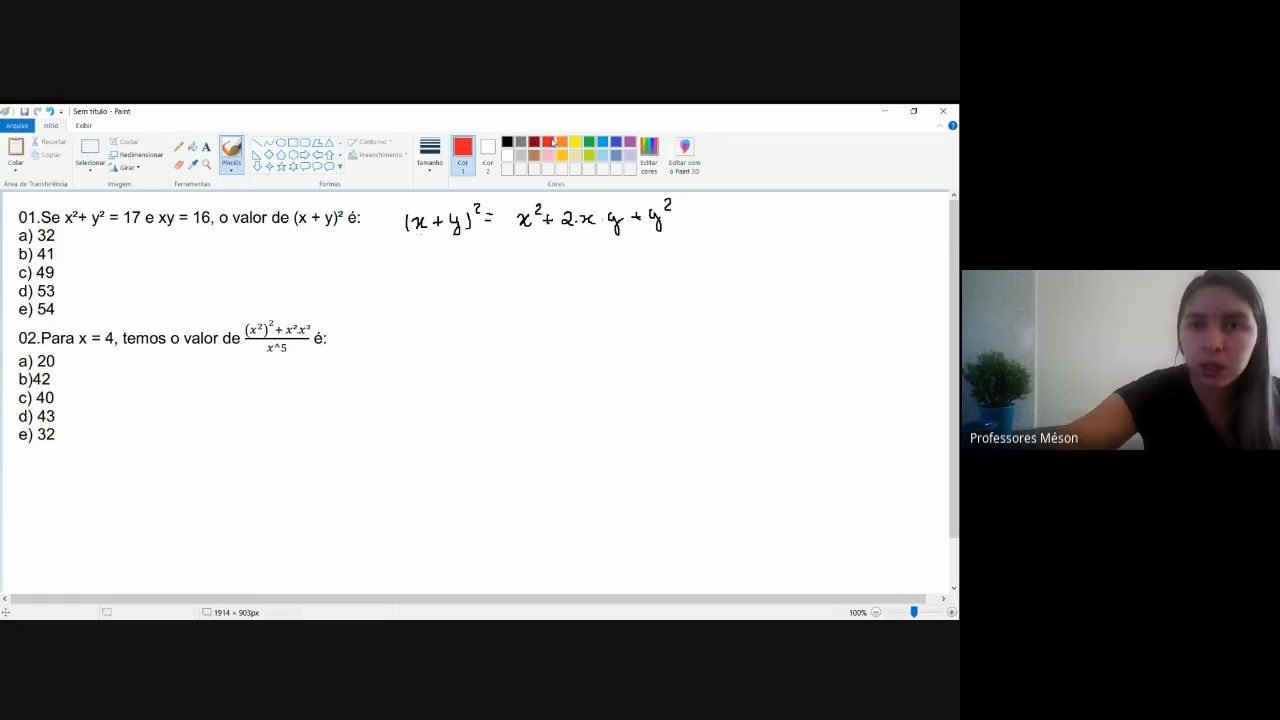 Sem título - Paint
Arquivo Início Exibir
Colar
Recortar
Copiar
Área de Transferência
Selecionar
Cortar
Redimensionar
Girar
Imagem
Ferramentas
Pincéis
Formas
Contorno
Preenchimento
Tamanho
Cor 1
Cor 2
Cores
Editar cores
Editar com o Paint 3D
01.Se x²+ y² = 17 e xy = 16, o valor de (x + y)² é: (x + y)² = x² + 2.x.y + y²
a) 32
b) 41
c) 49
d) 53
e) 54
02.Para x = 4, temos o valor de ((x²)² + x².x³)/(x^5) é:
a) 20
b)42
c) 40
d) 43
e) 32
1914 × 903px
100%
Professores Méson